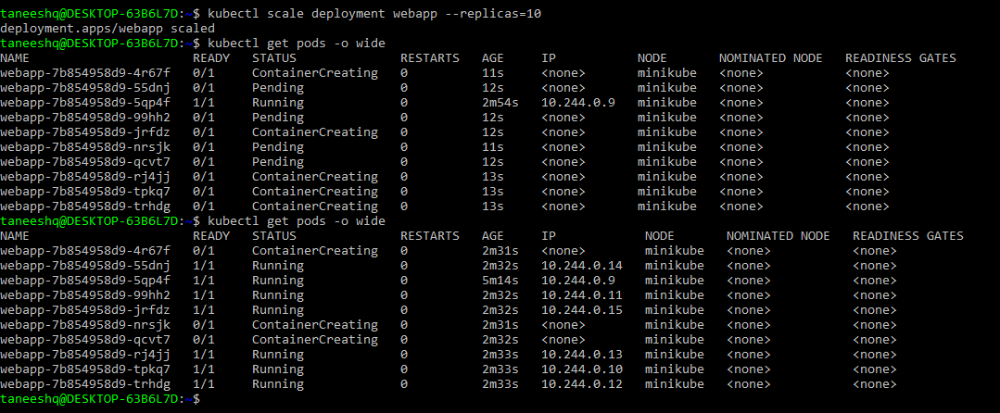 taneeshq@DESKTOP-63B6L7D:~$ kubectl scale deployment webapp --replicas=10
deployment.apps/webapp scaled
taneeshq@DESKTOP-63B6L7D:~$ kubectl get pods -o wide
NAME READY STATUS RESTARTS AGE IP NODE NOMINATED NODE READINESS GATES
webapp-7b854958d9-4r67f 0/1 ContainerCreating 0 11s <none> minikube <none> <none>
webapp-7b854958d9-55dnj 0/1 Pending 0 12s <none> minikube <none> <none>
webapp-7b854958d9-5qp4f 1/1 Running 0 2m54s 10.244.0.9 minikube <none> <none>
webapp-7b854958d9-99hh2 0/1 Pending 0 12s <none> minikube <none> <none>
webapp-7b854958d9-jrfdz 0/1 ContainerCreating 0 12s <none> minikube <none> <none>
webapp-7b854958d9-nrsjk 0/1 Pending 0 11s <none> minikube <none> <none>
webapp-7b854958d9-qcvt7 0/1 Pending 0 12s <none> minikube <none> <none>
webapp-7b854958d9-rj4jj 0/1 ContainerCreating 0 13s <none> minikube <none> <none>
webapp-7b854958d9-tpkq7 0/1 ContainerCreating 0 13s <none> minikube <none> <none>
webapp-7b854958d9-trhdg 0/1 ContainerCreating 0 13s <none> minikube <none> <none>
taneeshq@DESKTOP-63B6L7D:~$ kubectl get pods -o wide
NAME READY STATUS RESTARTS AGE IP NODE NOMINATED NODE READINESS GATES
webapp-7b854958d9-4r67f 0/1 ContainerCreating 0 2m31s <none> minikube <none> <none>
webapp-7b854958d9-55dnj 1/1 Running 0 2m32s 10.244.0.14 minikube <none> <none>
webapp-7b854958d9-5qp4f 1/1 Running 0 5m14s 10.244.0.9 minikube <none> <none>
webapp-7b854958d9-99hh2 1/1 Running 0 2m32s 10.244.0.11 minikube <none> <none>
webapp-7b854958d9-jrfdz 1/1 Running 0 2m32s 10.244.0.15 minikube <none> <none>
webapp-7b854958d9-nrsjk 0/1 ContainerCreating 0 2m31s <none> minikube <none> <none>
webapp-7b854958d9-qcvt7 0/1 ContainerCreating 0 2m32s <none> minikube <none> <none>
webapp-7b854958d9-rj4jj 1/1 Running 0 2m33s 10.244.0.13 minikube <none> <none>
webapp-7b854958d9-tpkq7 1/1 Running 0 2m33s 10.244.0.10 minikube <none> <none>
webapp-7b854958d9-trhdg 1/1 Running 0 2m33s 10.244.0.12 minikube <none> <none>
taneeshq@DESKTOP-63B6L7D:~$